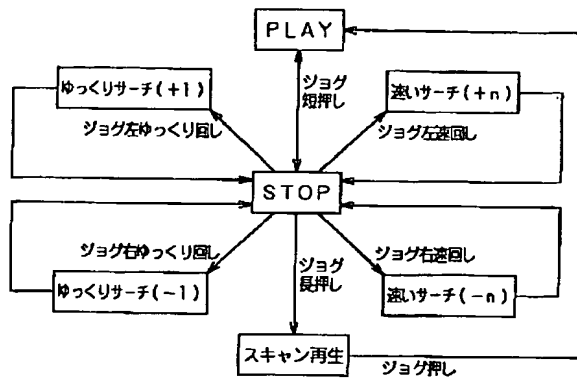 PLAY
ゆっくりサーチ(+1)
ジョグ
短押し
速いサーチ(+n)
ジョグ左ゆっくり回し
ジョグ左速回し
STOP
ジョグ右ゆっくり回し
ジョグ
長押し
ジョグ右速回し
ゆっくりサーチ(~1)
速いサーチ(-n)
スキャン再生
ジョグ押し